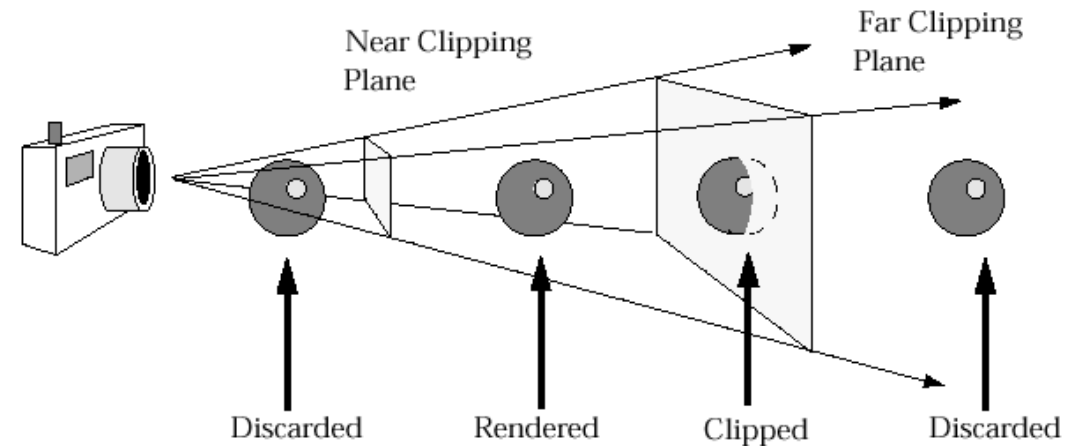 Near Clipping
Plane
Far Clipping
Plane
Discarded
Rendered
Clipped
Discarded